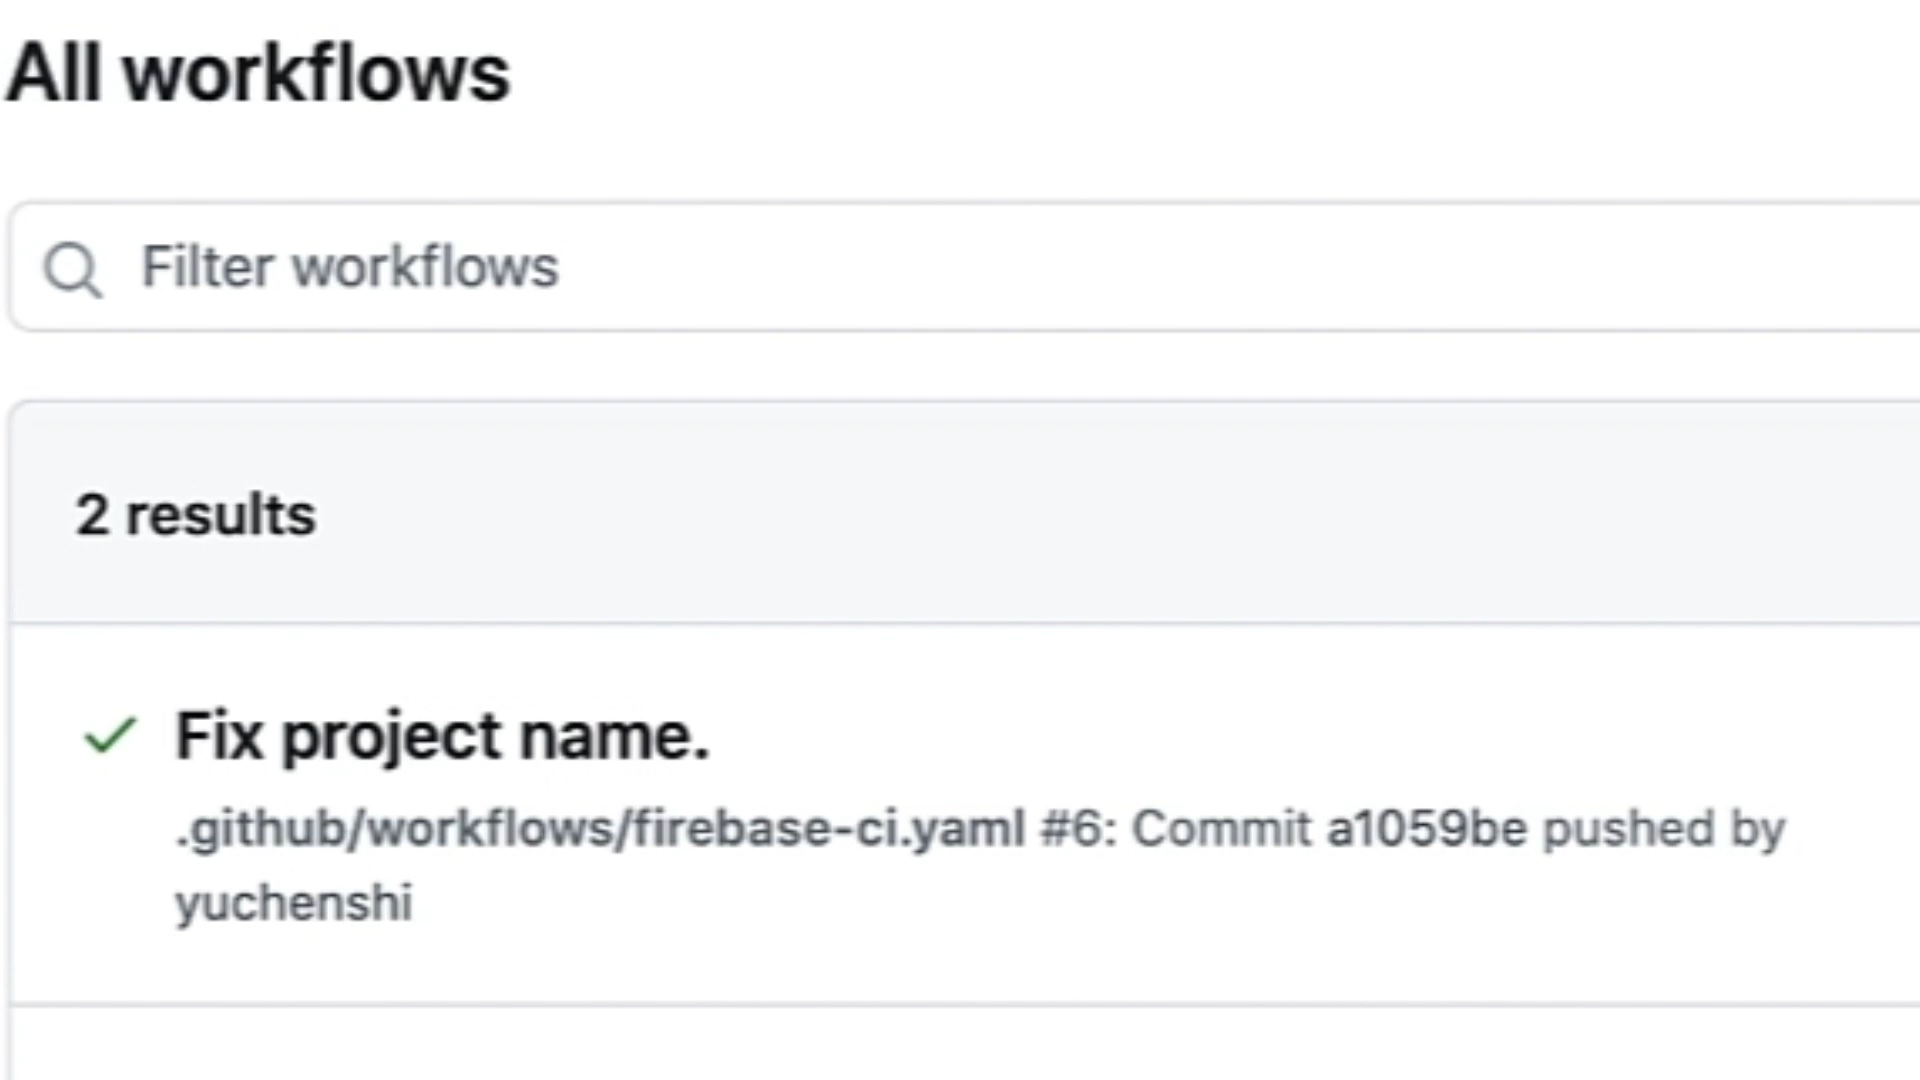 All workflows
Filter workflows
2 results
Fix project name.
.github/workflows/firebase-ci.yaml #6: Commit a1059be pushed by
yuchenshi